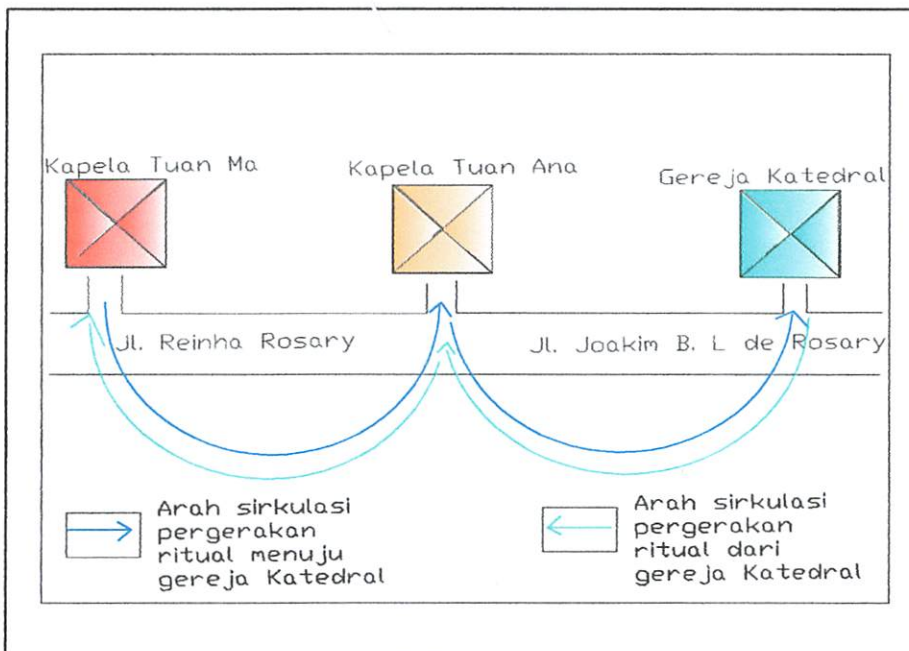 Kapela Tuan Ma
Kapela Tuan Ana
Gereja Katedral
Jl. Reinha Rosary
Jl. Joakim B. L de Rosary
Arah sirkulasi
pergerakan
ritual menuju
gereja Katedral
Arah sirkulasi
pergerakan
ritual dari
gereja Katedral